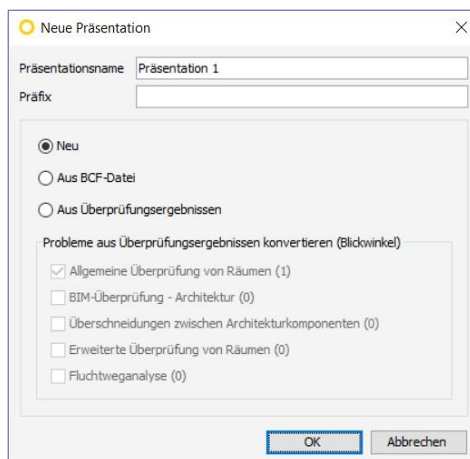 Neue Präsentation
Präsentationsname Präsentation 1
Präfix
Neu
Aus BCF-Datei
Aus Überprüfungsergebnissen
Probleme aus Überprüfungsergebnissen konvertieren (Blickwinkel)
Allgemeine Überprüfung von Räumen (1)
BIM-Überprüfung - Architektur (0)
Überschneidungen zwischen Architekturkomponenten (0)
Erweiterte Überprüfung von Räumen (0)
Fluchtweganalyse (0)
OK Abbrechen